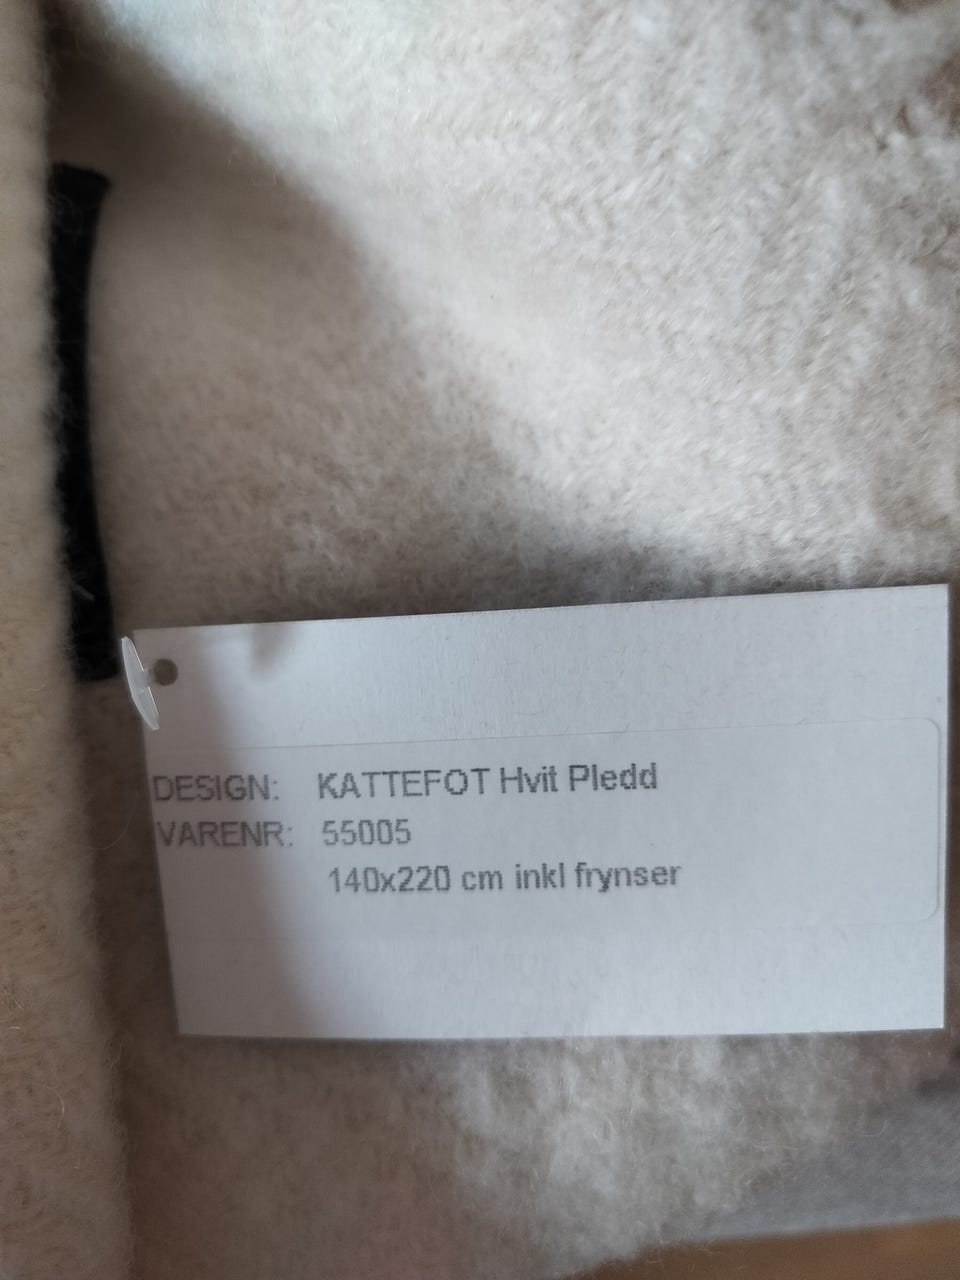 DESIGN: KATTEFOT Hvit Pledd
VARENR: 55005
140x220 cm inkl frynser